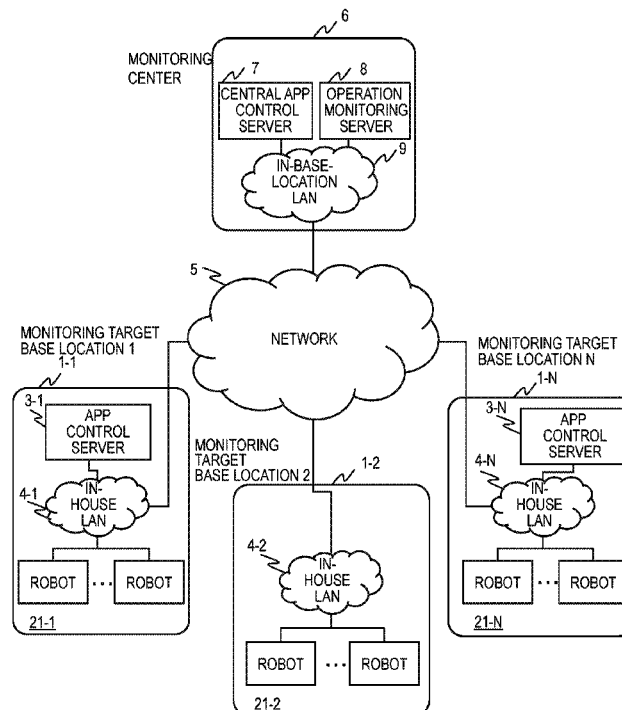 6
MONITORING
CENTER
7
8
CENTRAL APP
CONTROL
SERVER
OPERATION
MONITORING
SERVER
9
IN-BASE-
LOCATION
LAN
5
NETWORK
MONITORING TARGET
BASE LOCATION 1
1-1
3-1
APP
CONTROL
SERVER
4-1
IN-
HOUSE
LAN
ROBOT
...
ROBOT
21-1
MONITORING
TARGET
BASE LOCATION 2
1-2
4-2
IN-
HOUSE
LAN
ROBOT
...
ROBOT
21-2
MONITORING TARGET
BASE LOCATION N
1-N
3-N
APP
CONTROL
SERVER
4-N
IN-
HOUSE
LAN
ROBOT
...
ROBOT
21-N